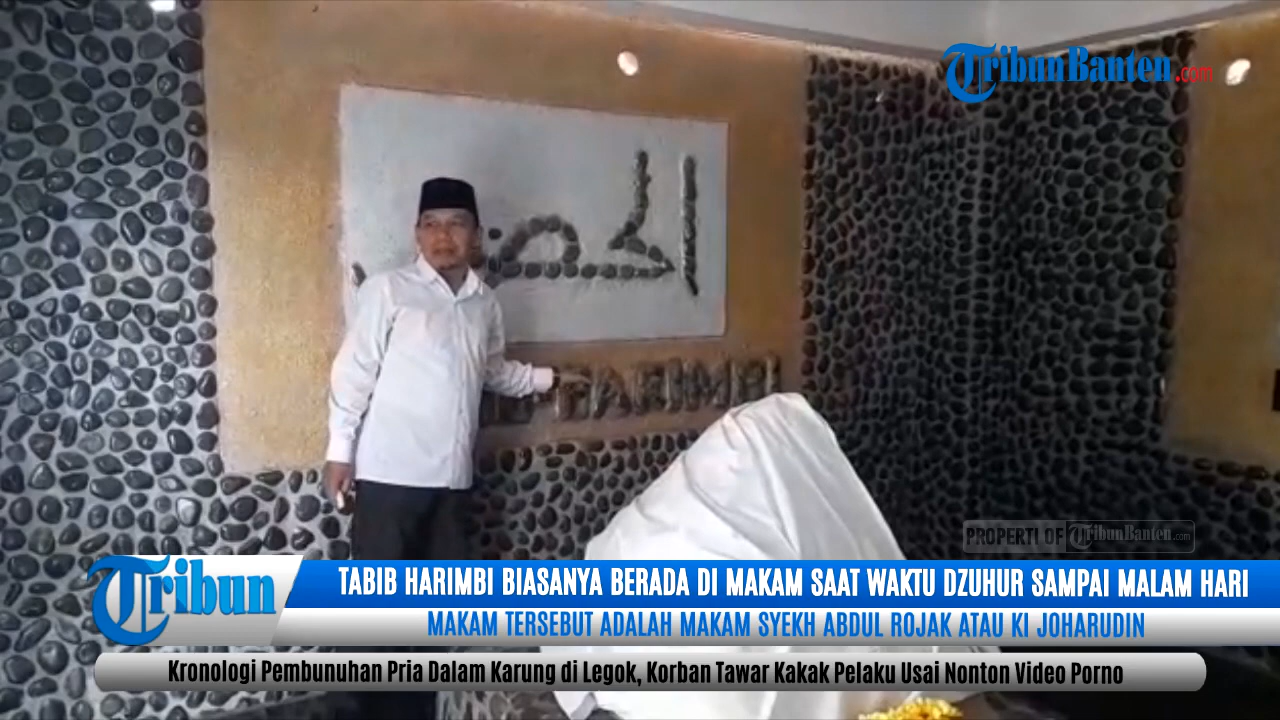 TribunBanten.com
PROPERTI OF TribunBanten.com
Tribun
TABIB HARIMBI BIASANYA BERADA DI MAKAM SAAT WAKTU DZUHUR SAMPAI MALAM HARI
MAKAM TERSEBUT ADALAH MAKAM SYEKH ABDUL ROJAK ATAU KI JOHARUDIN
Kronologi Pembunuhan Pria Dalam Karung di Legok, Korban Tawar Kakak Pelaku Usai Nonton Video Porno